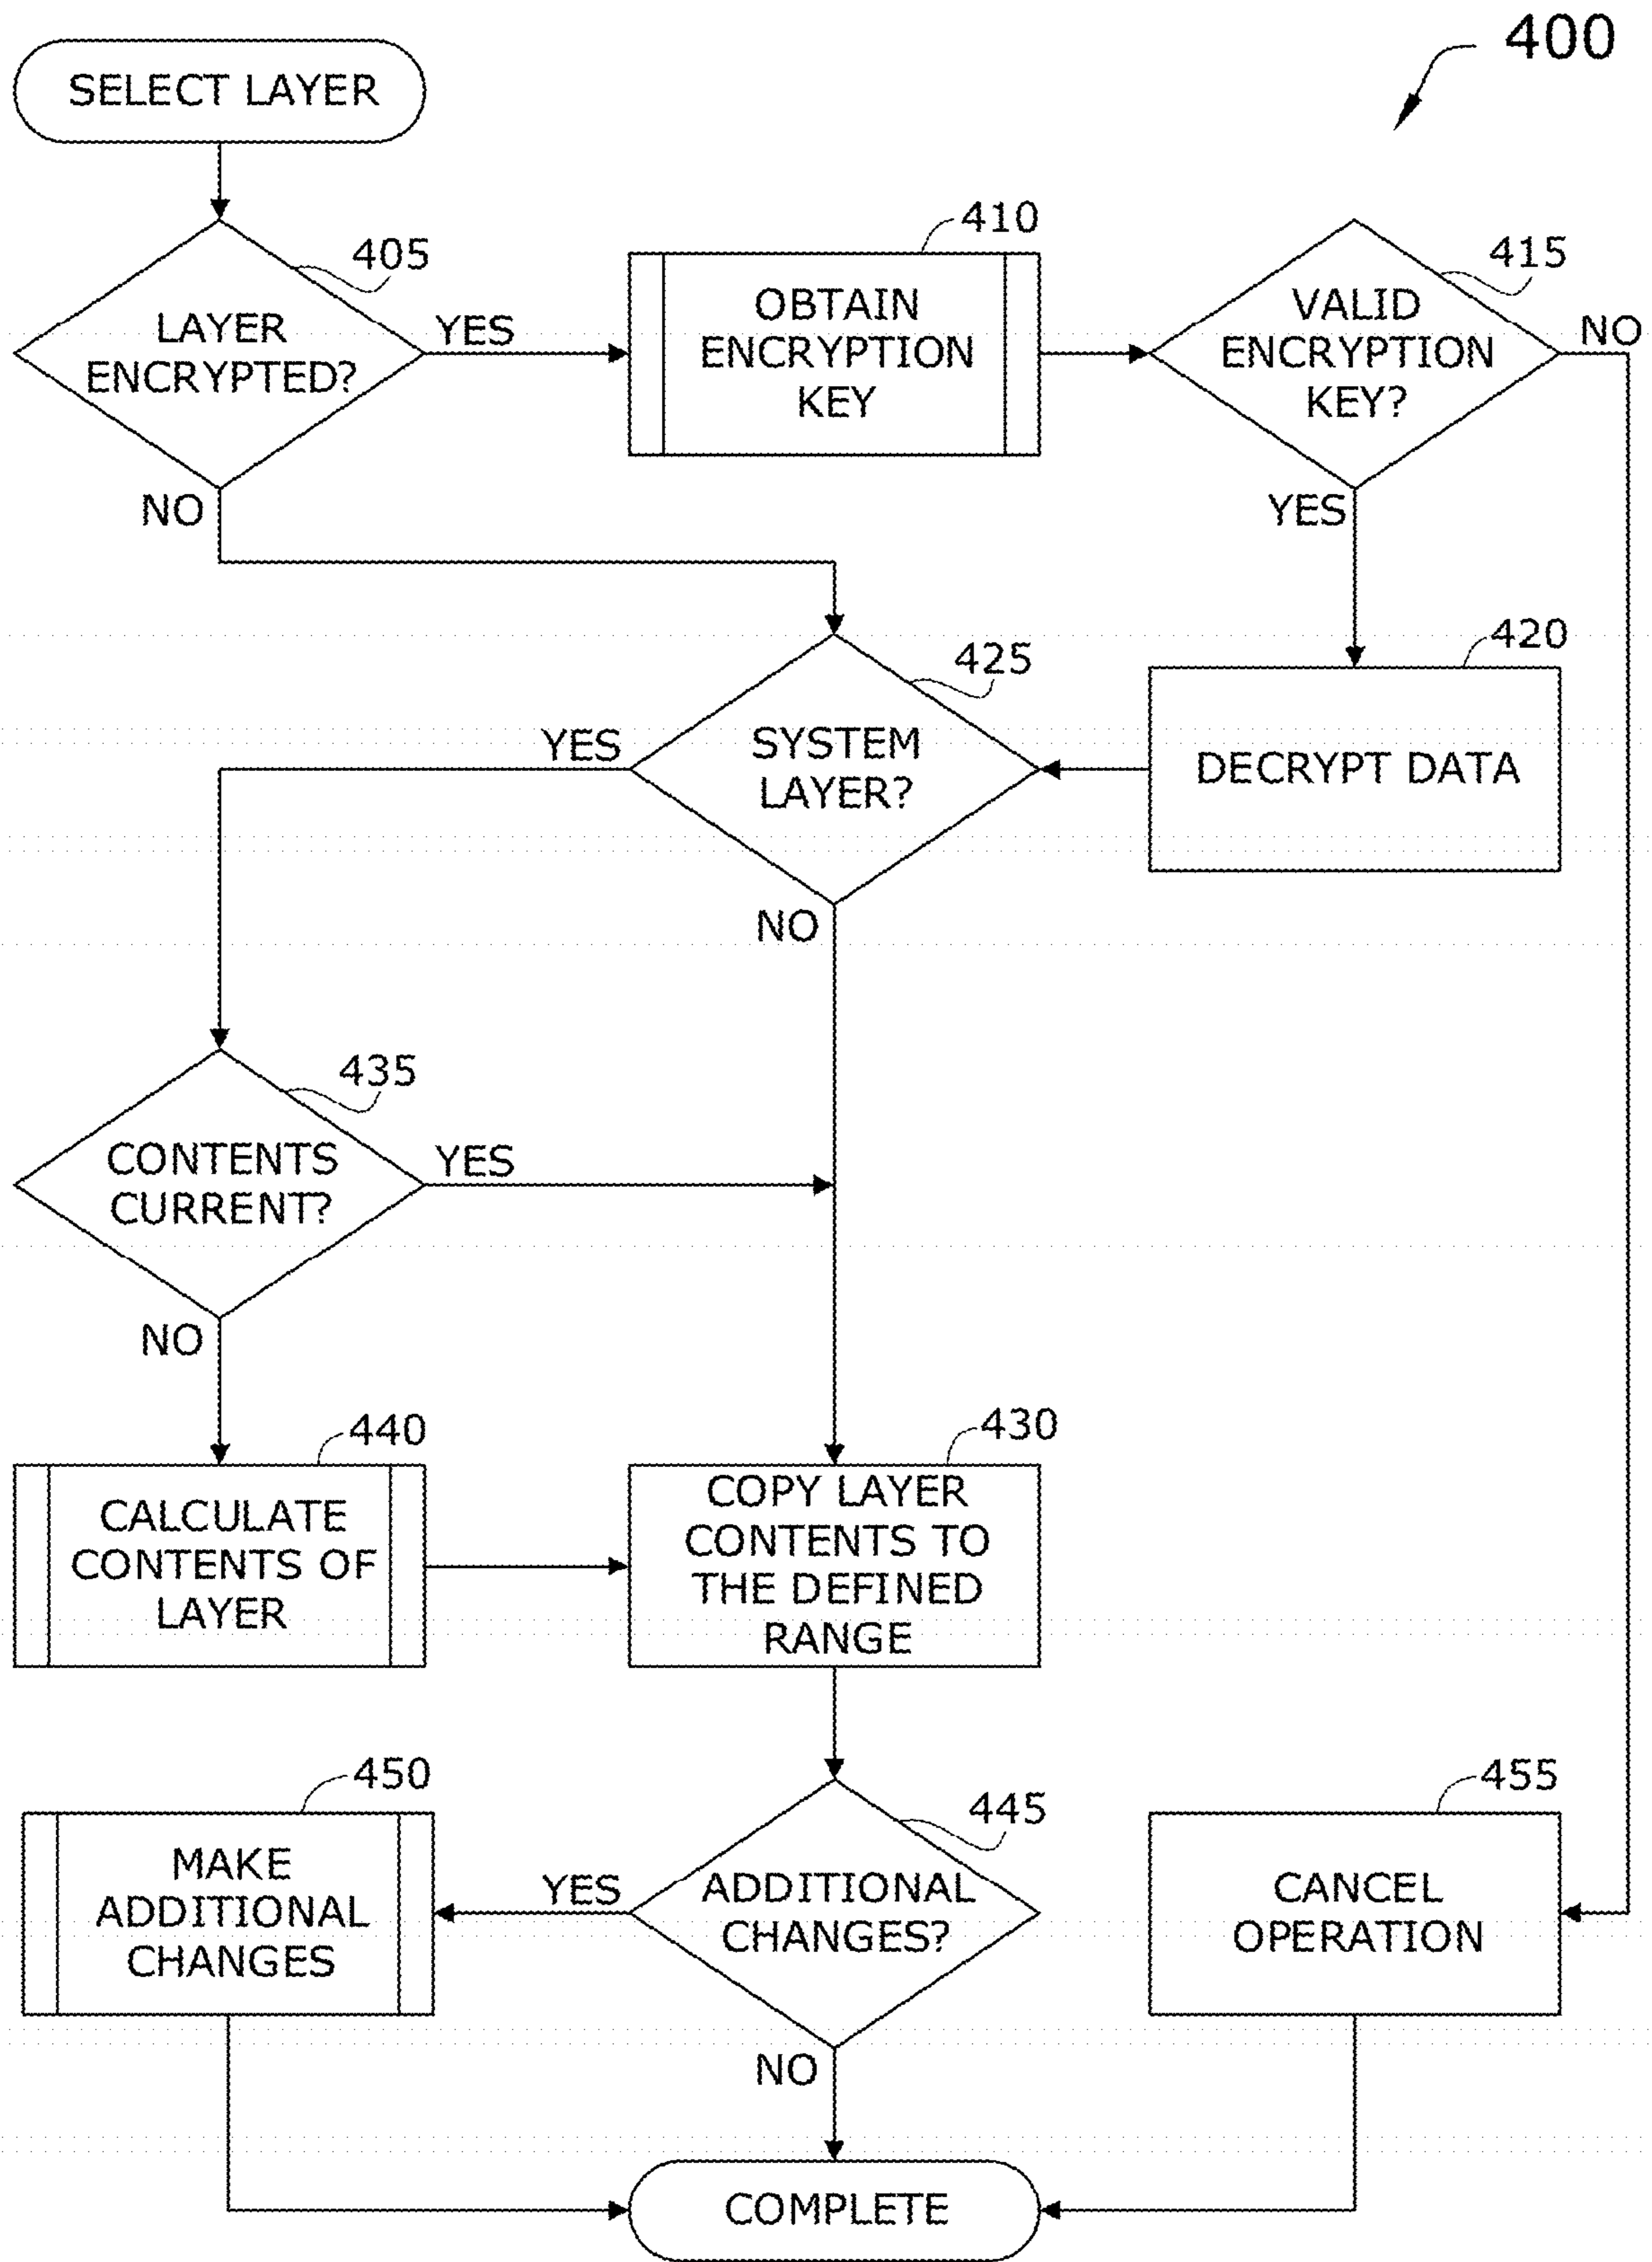 400
SELECT LAYER
405
LAYER
ENCRYPTED?
YES
NO
410
OBTAIN
ENCRYPTION
KEY
415
VALID
ENCRYPTION
KEY?
NO
YES
420
DECRYPT DATA
425
SYSTEM
LAYER?
YES
NO
435
CONTENTS
CURRENT?
YES
NO
440
CALCULATE
CONTENTS OF
LAYER
430
COPY LAYER
CONTENTS TO
THE DEFINED
RANGE
450
MAKE
ADDITIONAL
CHANGES
445
ADDITIONAL
CHANGES?
YES
NO
455
CANCEL
OPERATION
COMPLETE